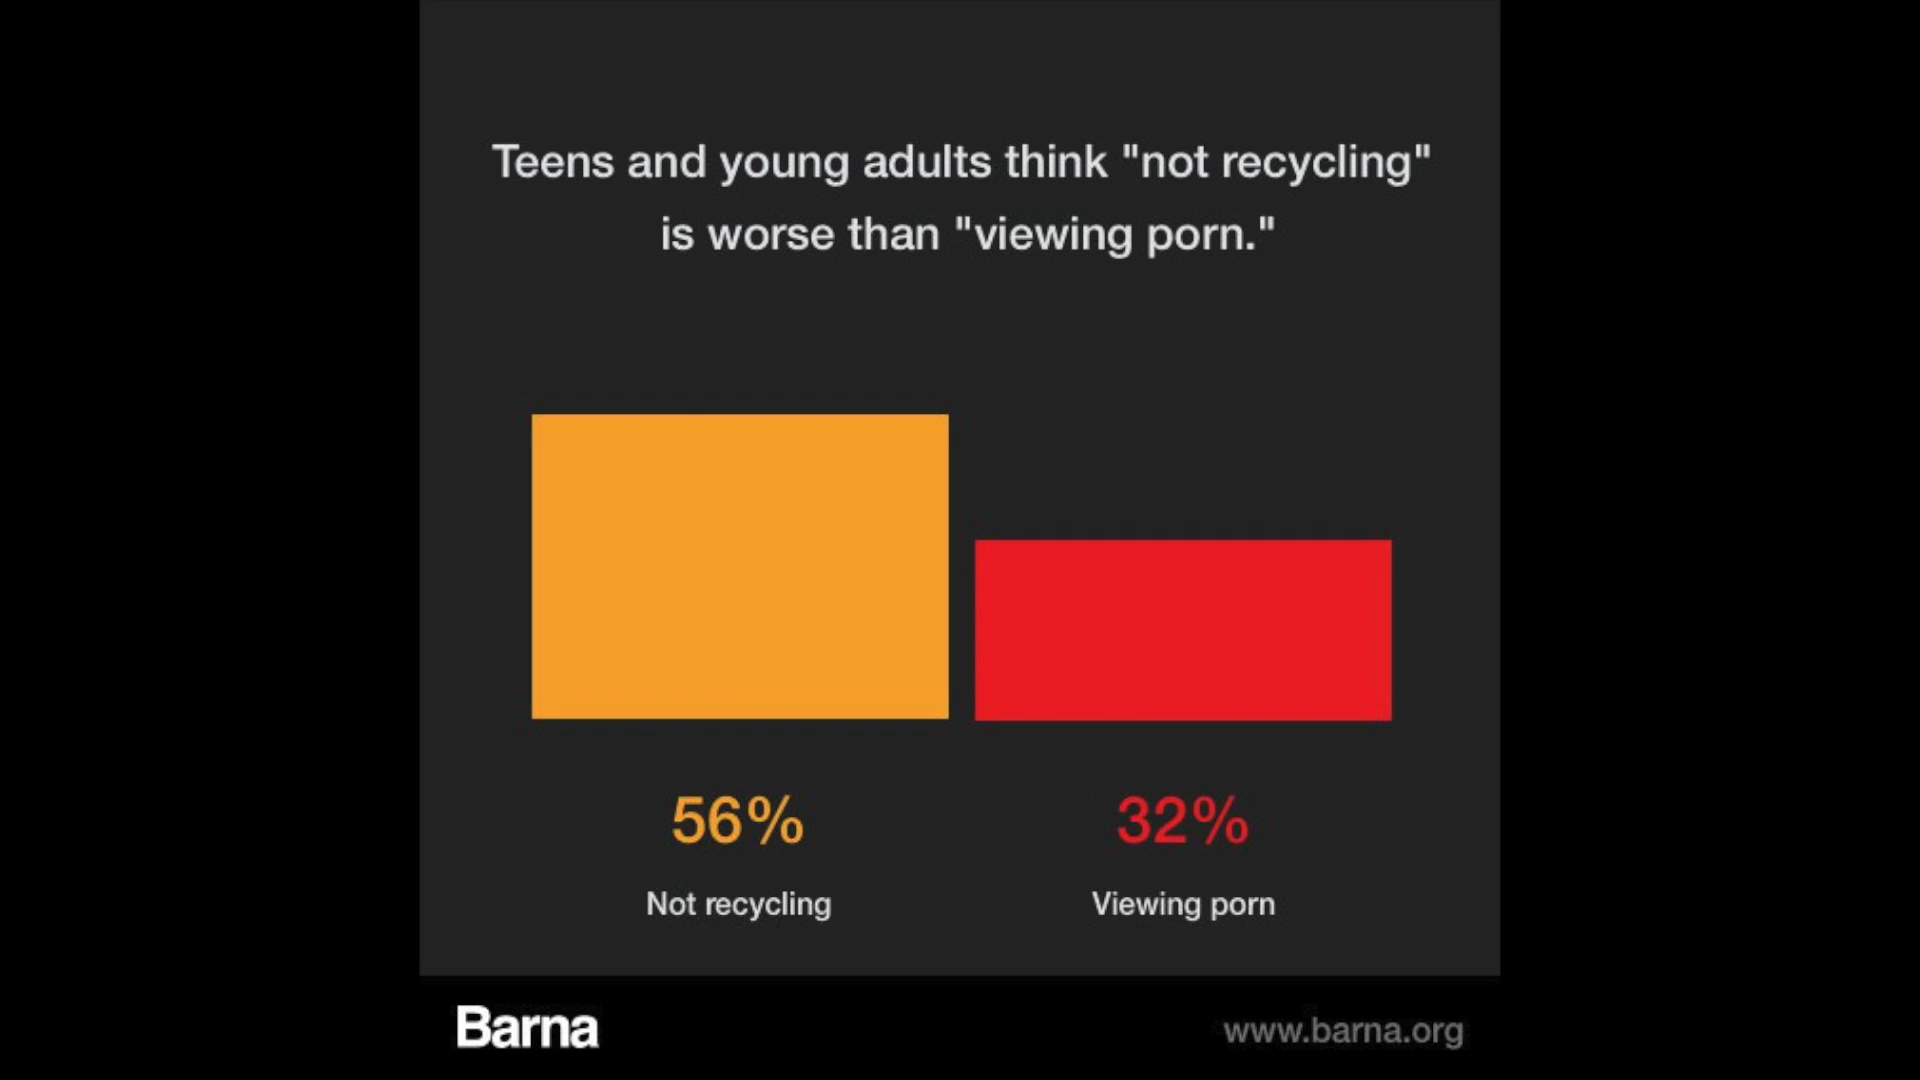 Teens and young adults think "not recycling"
is worse than "viewing porn."
56%
32%
Not recycling
Viewing porn
Barna
www.barna.org